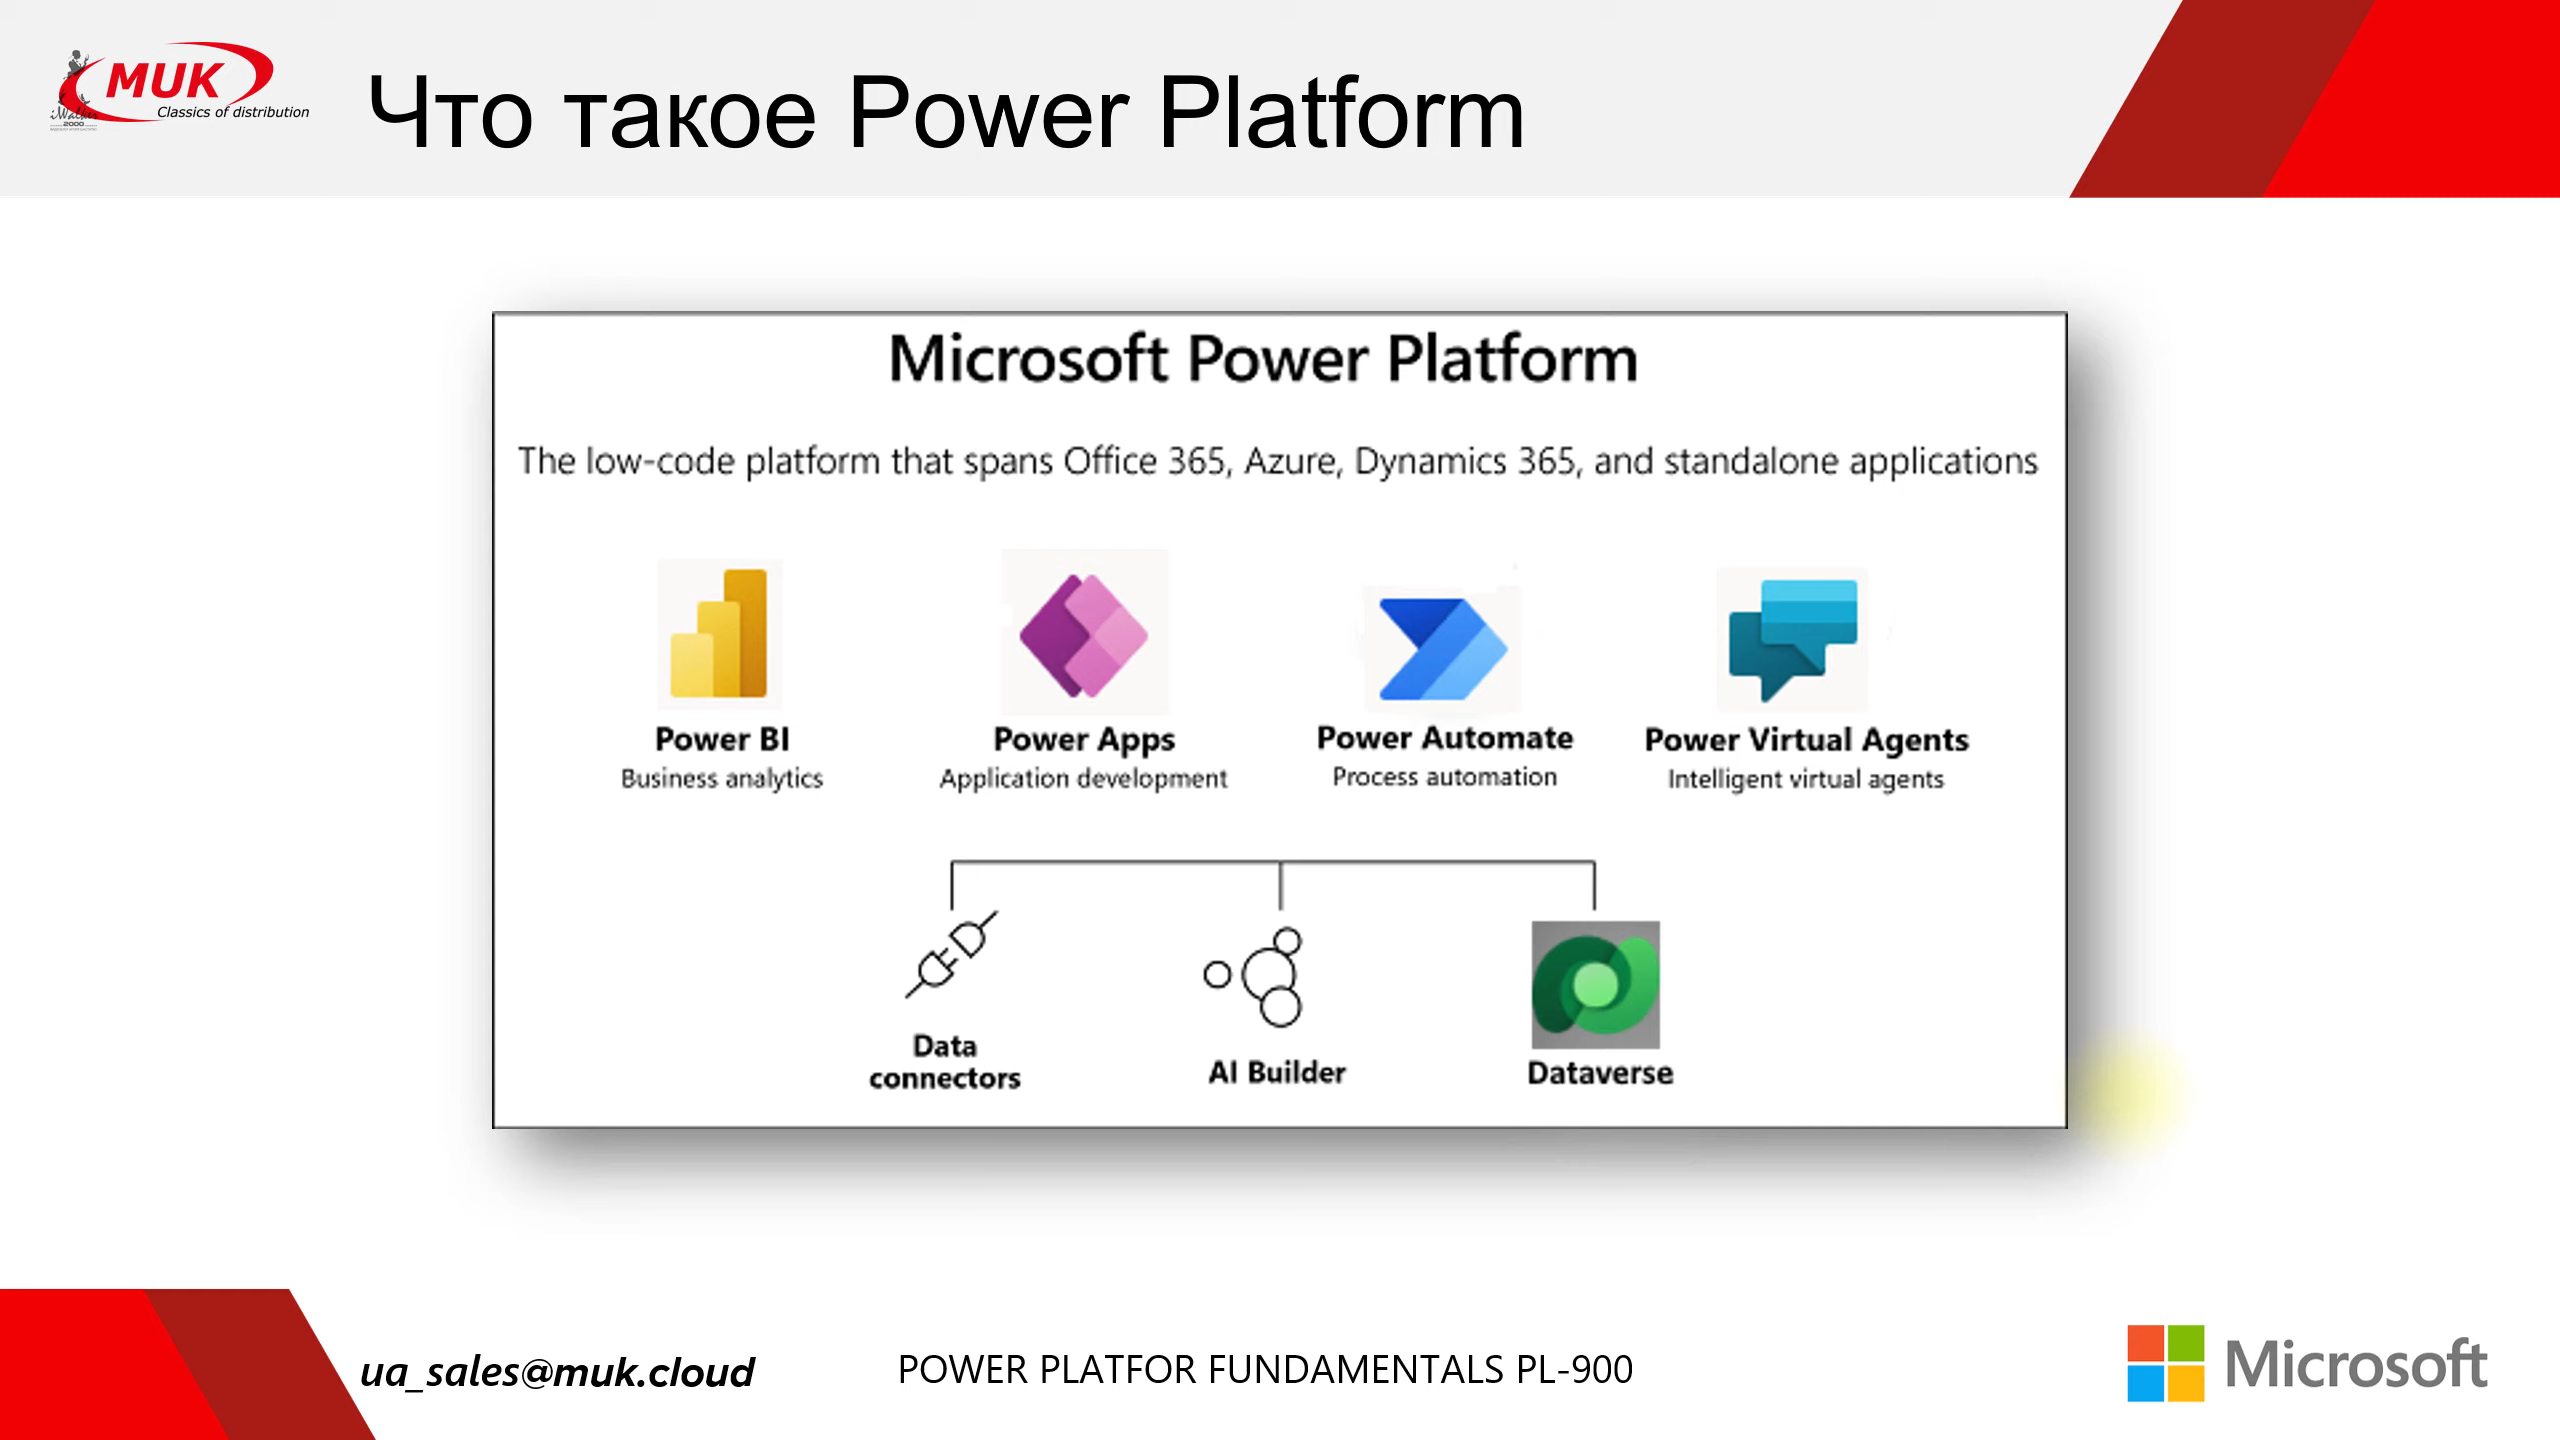 MUK
Classics of distribution
iWalker
2000
Что такое Power Platform
Microsoft Power Platform
The low-code platform that spans Office 365, Azure, Dynamics 365, and standalone applications
Power BI
Business analytics
Power Apps
Application development
Power Automate
Process automation
Power Virtual Agents
Intelligent virtual agents
Data
connectors
AI Builder
Dataverse
ua_sales@muk.cloud
POWER PLATFOR FUNDAMENTALS PL-900
Microsoft